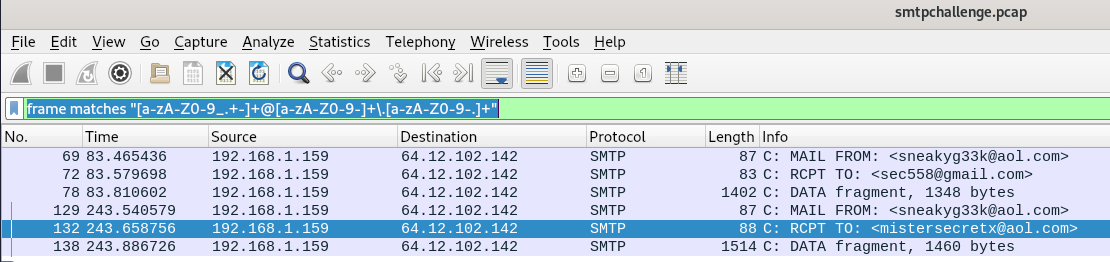 smtpchallenge.pcap
File Edit View Go Capture Analyze Statistics Telephony Wireless Tools Help
frame matches "[a-zA-Z0-9_.+-]+@[a-zA-Z0-9-]+\.[a-zA-Z0-9-.]+"
No. Time Source Destination Protocol Length Info
69 83.465436 192.168.1.159 64.12.102.142 SMTP 87 C: MAIL FROM: <sneakyg33k@aol.com>
72 83.579698 192.168.1.159 64.12.102.142 SMTP 83 C: RCPT TO: <sec558@gmail.com>
78 83.810602 192.168.1.159 64.12.102.142 SMTP 1402 C: DATA fragment, 1348 bytes
129 243.540579 192.168.1.159 64.12.102.142 SMTP 87 C: MAIL FROM: <sneakyg33k@aol.com>
132 243.658756 192.168.1.159 64.12.102.142 SMTP 88 C: RCPT TO: <mistersecretx@aol.com>
138 243.886726 192.168.1.159 64.12.102.142 SMTP 1514 C: DATA fragment, 1460 bytes